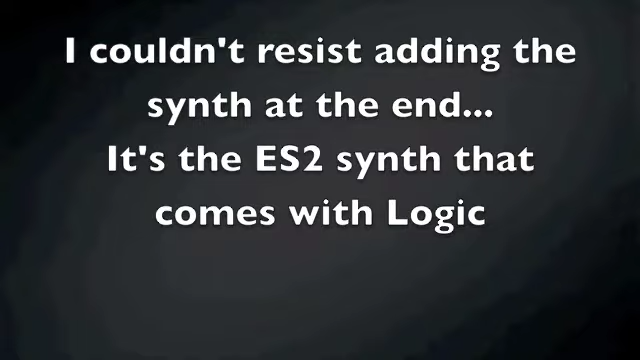 I couldn't resist adding the
synth at the end...
It's the ES2 synth that
comes with Logic